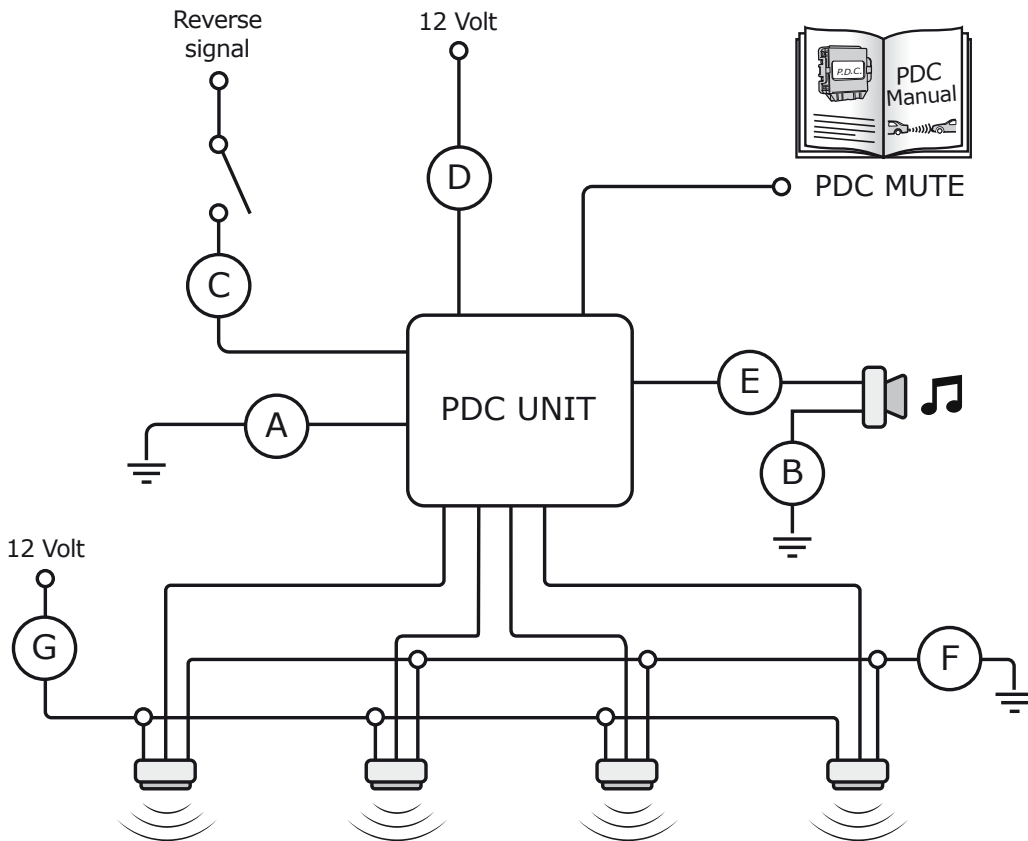 Reverse
signal
12 Volt
P.D.C.
PDC
Manual
PDC MUTE
D
C
PDC UNIT
E
A
B
12 Volt
G
F